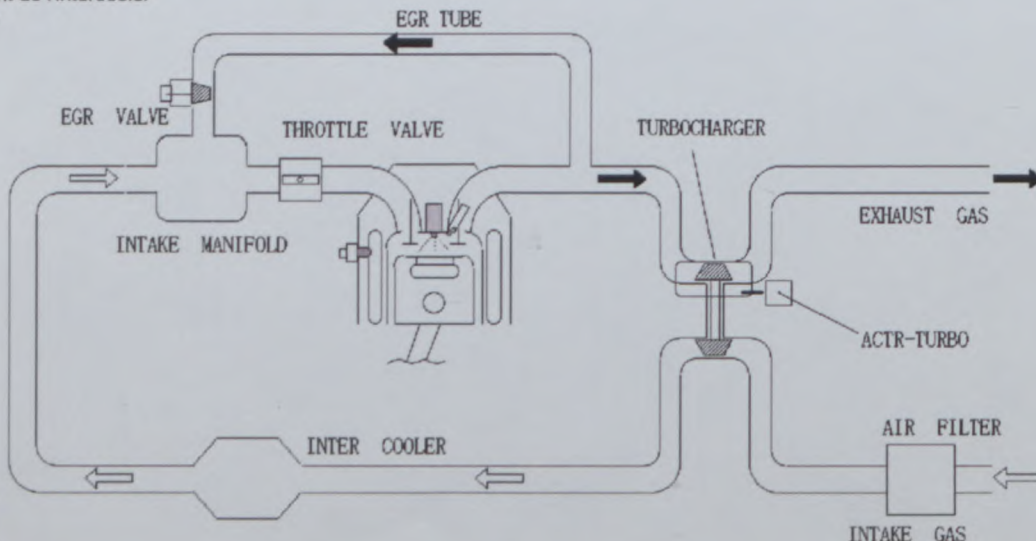 EGR TUBE
EGR VALVE
THROTTLE VALVE
TURBOCHARGER
EXHAUST GAS
INTAKE MANIFOLD
ACTR-TURBO
INTER COOLER
AIR FILTER
INTAKE GAS